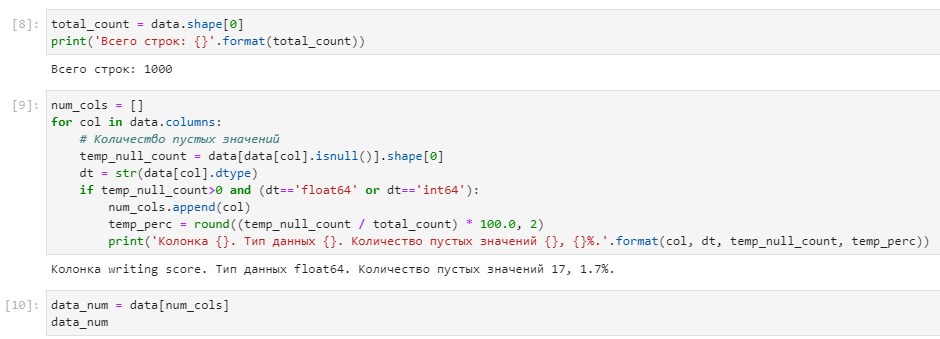 [8]: total_count = data.shape[0]
print('Всего строк: {}'.format(total_count))
Всего строк: 1000
[9]: num_cols = []
for col in data.columns:
    # Количество пустых значений
    temp_null_count = data[data[col].isnull()].shape[0]
    dt = str(data[col].dtype)
    if temp_null_count>0 and (dt=='float64' or dt=='int64'):
        num_cols.append(col)
        temp_perc = round((temp_null_count / total_count) * 100.0, 2)
        print('Колонка {}. Тип данных {}. Количество пустых значений {}, {}%.'.format(col, dt, temp_null_count, temp_perc))
Колонка writing score. Тип данных float64. Количество пустых значений 17, 1.7%.
[10]: data_num = data[num_cols]
data_num